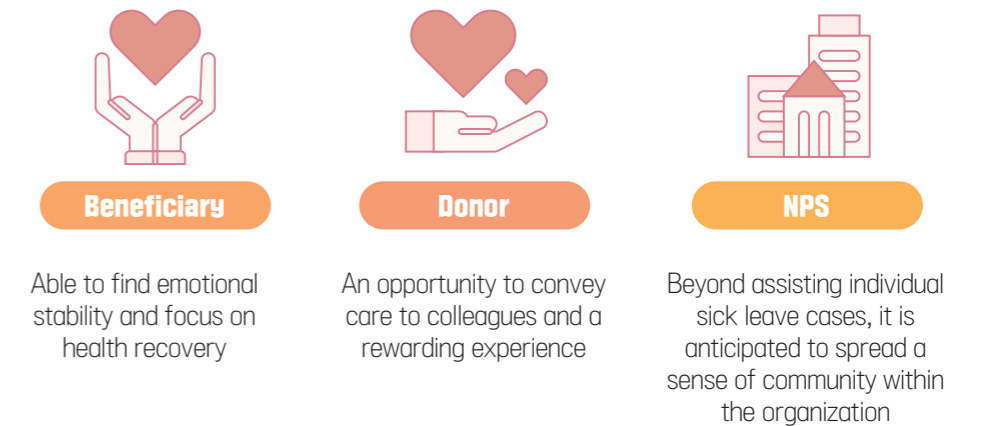 Beneficiary
Able to find emotional
stability and focus on
health recovery
Donor
An opportunity to convey
care to colleagues and a
rewarding experience
NPS
Beyond assisting individual
sick leave cases, it is
anticipated to spread a
sense of community within
the organization